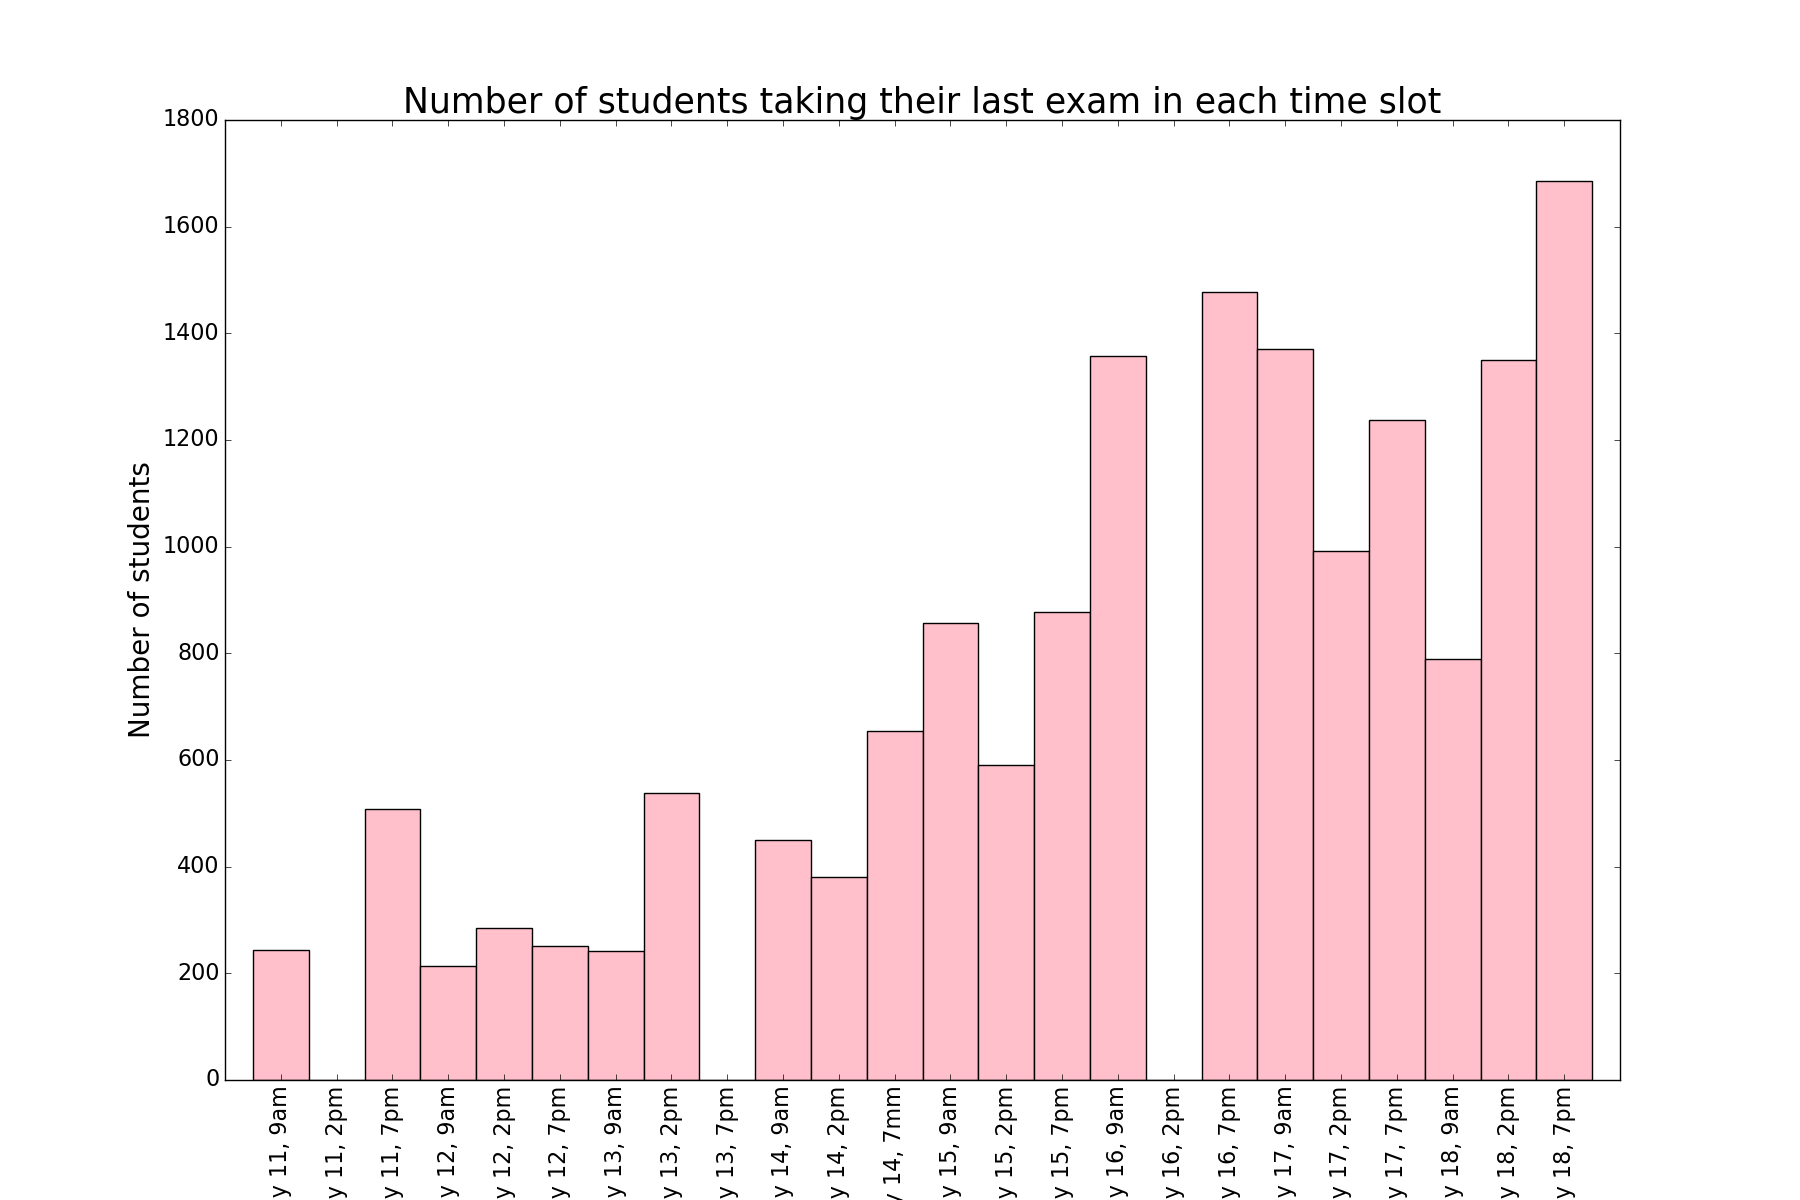 Number of students taking their last exam in each time slot
Number of students
1800
1600
1400
1200
1000
800
600
400
200
0
y 11, 9am
y 11, 2pm
y 11, 7pm
y 12, 9am
y 12, 2pm
y 12, 7pm
y 13, 9am
y 13, 2pm
y 13, 7pm
y 14, 9am
y 14, 2pm
y 14, 7mm
y 15, 9am
y 15, 2pm
y 15, 7pm
y 16, 9am
y 16, 2pm
y 16, 7pm
y 17, 9am
y 17, 2pm
y 17, 7pm
y 18, 9am
y 18, 2pm
y 18, 7pm